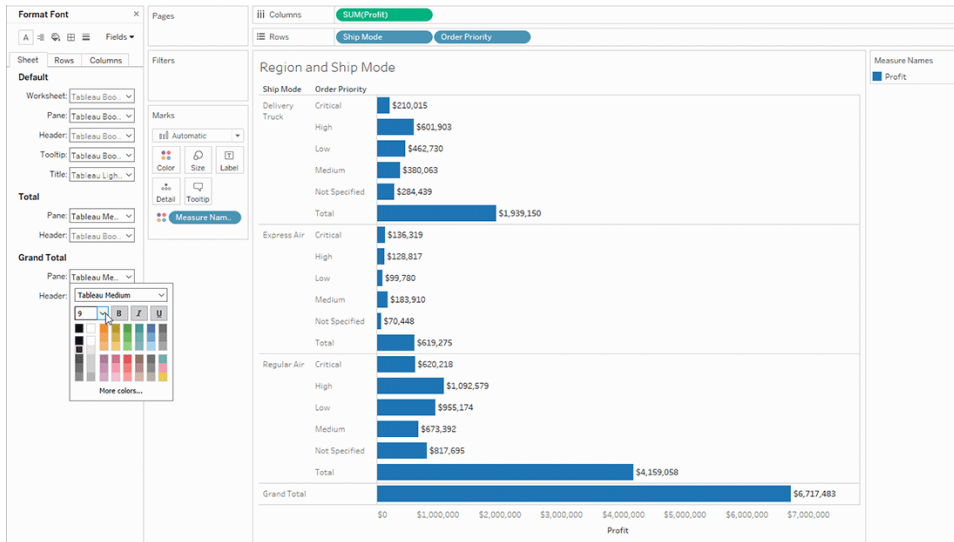 Format Font ×
A Fields
Sheet Rows Columns
Default
Worksheet: Tableau Boo..
Pane: Tableau Boo..
Header: Tableau Boo..
Tooltip: Tableau Boo..
Title: Tableau Ligh..
Total
Pane: Tableau Me..
Header: Tableau Boo..
Grand Total
Pane: Tableau Me..
Header:
Tableau Medium
9 B I U
More colors...
Pages
Filters
Marks
Automatic
Color Size Label
Detail Tooltip
Measure Nam..
Columns SUM(Profit)
Rows Ship Mode Order Priority
Region and Ship Mode
Ship Mode Order Priority
Delivery Truck
Critical $210,015
High $601,903
Low $462,730
Medium $380,063
Not Specified $284,439
Total $1,939,150
Express Air Critical $136,319
High $128,817
Low $99,780
Medium $183,910
Not Specified $70,448
Total $619,275
Regular Air Critical $620,218
High $1,092,579
Low $955,174
Medium $673,392
Not Specified $817,695
Total $4,159,058
Grand Total $6,717,483
$0 $1,000,000 $2,000,000 $3,000,000 $4,000,000 $5,000,000 $6,000,000 $7,000,000
Profit
Measure Names
Profit